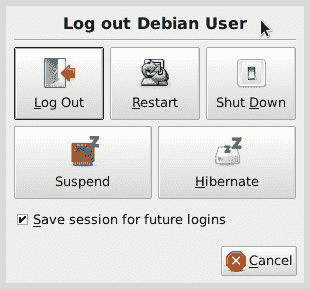 Log out Debian User
Log Out
Restart
Shut Down
Suspend
Hibernate
Save session for future logins
Cancel